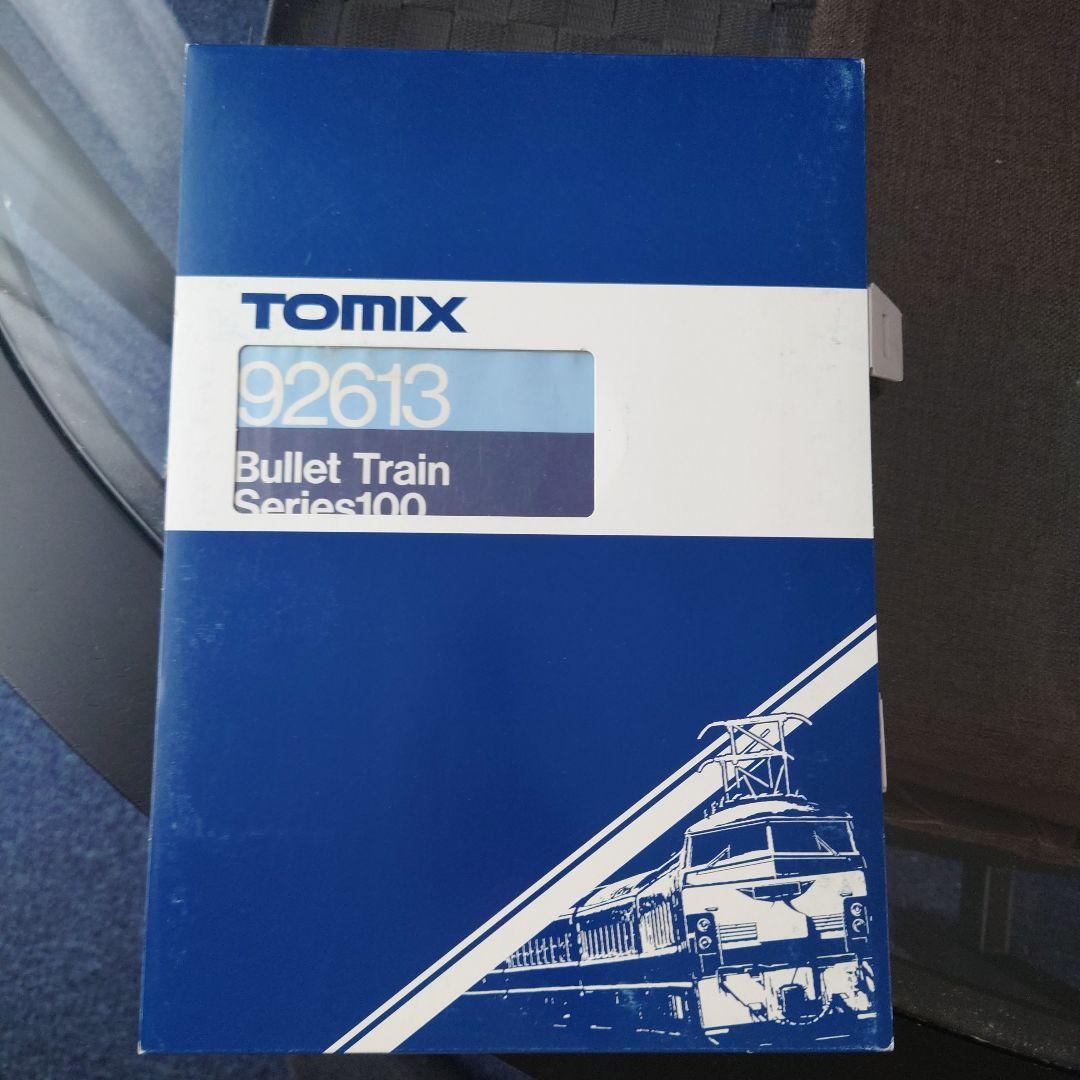 TOMIX
92613
Bullet Train
Series100